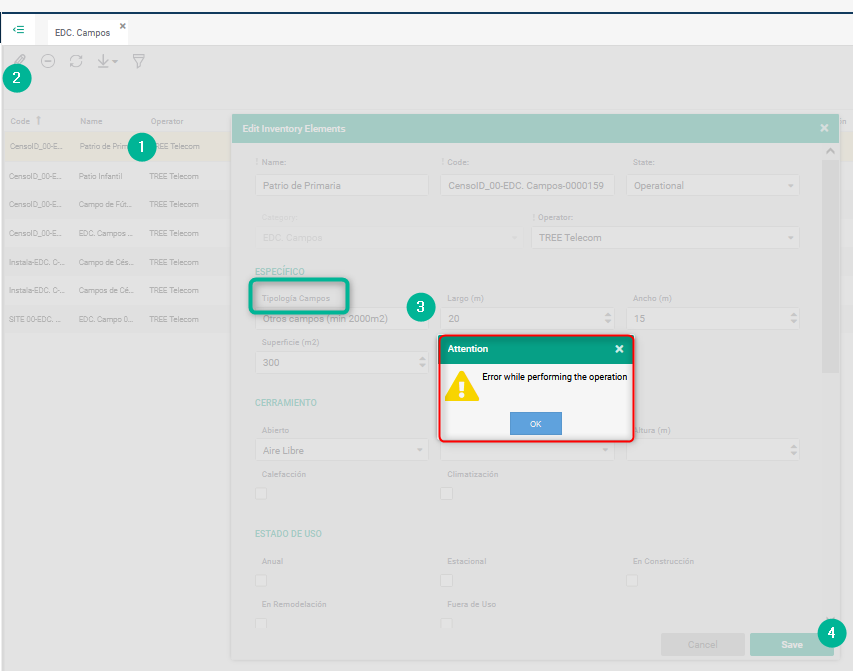 EDC. Campos
2
Code Name Operator
CensoID_00-E... Patrio de Prim 1 REE Telecom
CensoID_00-E... Patio Infantil TREE Telecom
CensoID_00-E... Campo de Fút... TREE Telecom
CensoID_00-E... EDC. Campos ... TREE Telecom
Instala-EDC. C-... Campo de Cés... TREE Telecom
Instala-EDC. C-... Campos de Cé... TREE Telecom
SITE 00-EDC. ... EDC. Campo 0... TREE Telecom
Edit Inventory Elements
! Name: ! Code: State:
Patrio de Primaria CensoID_00-EDC. Campos-0000159 Operational
Category: ! Operator:
EDC. Campos TREE Telecom
ESPECÍFICO
Tipología Campos 3 Largo (m) Ancho (m)
Otros campos (min 2000m2) 20 15
Superficie (m2)
300
Attention
Error while performing the operation
OK
CERRAMIENTO
Abierto Altura (m)
Aire Libre
Calefacción Climatización
ESTADO DE USO
Anual Estacional En Construcción
En Remodelación Fuera de Uso
Cancel Save 4